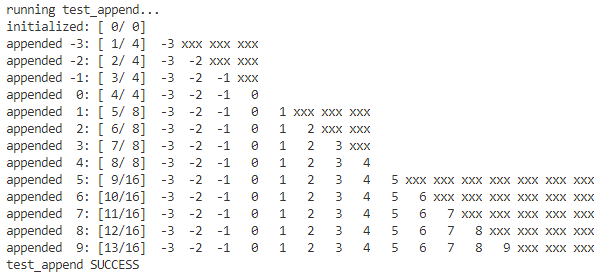 running test_append...
initialized: [ 0/ 0]
appended -3: [ 1/ 4]  -3 xxx xxx xxx
appended -2: [ 2/ 4]  -3  -2 xxx xxx
appended -1: [ 3/ 4]  -3  -2  -1 xxx
appended  0: [ 4/ 4]  -3  -2  -1   0
appended  1: [ 5/ 8]  -3  -2  -1   0   1 xxx xxx xxx
appended  2: [ 6/ 8]  -3  -2  -1   0   1   2 xxx xxx
appended  3: [ 7/ 8]  -3  -2  -1   0   1   2   3 xxx
appended  4: [ 8/ 8]  -3  -2  -1   0   1   2   3   4
appended  5: [ 9/16]  -3  -2  -1   0   1   2   3   4   5 xxx xxx xxx xxx xxx xxx xxx
appended  6: [10/16]  -3  -2  -1   0   1   2   3   4   5   6 xxx xxx xxx xxx xxx xxx
appended  7: [11/16]  -3  -2  -1   0   1   2   3   4   5   6   7 xxx xxx xxx xxx xxx
appended  8: [12/16]  -3  -2  -1   0   1   2   3   4   5   6   7   8 xxx xxx xxx xxx
appended  9: [13/16]  -3  -2  -1   0   1   2   3   4   5   6   7   8   9 xxx xxx xxx
test_append SUCCESS